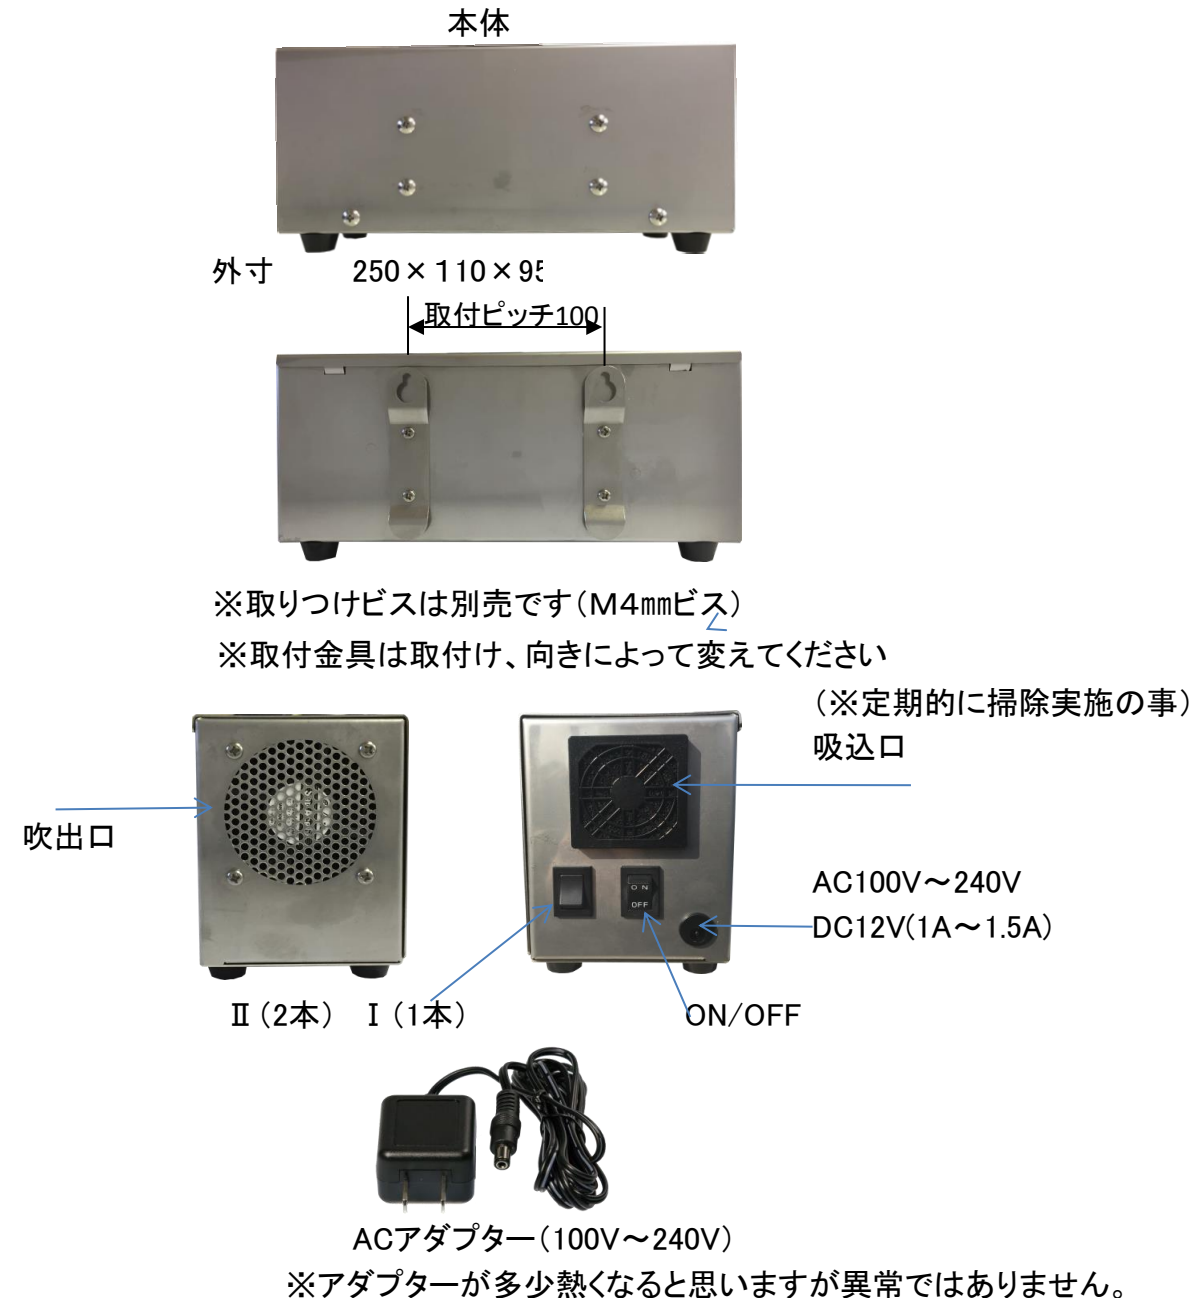 本体
外寸 250×110×95
取付ピッチ100
※取りつけビスは別売です(M4㎜ビス)
※取付金具は取付け、向きによって変えてください
(※定期的に掃除実施の事)
吸込口
吹出口
ON
OFF
AC100V～240V
DC12V(1A～1.5A)
Ⅱ(2本) Ⅰ(1本)
ON/OFF
ACアダプター(100V～240V)
※アダプターが多少熱くなると思いますが異常ではありません。